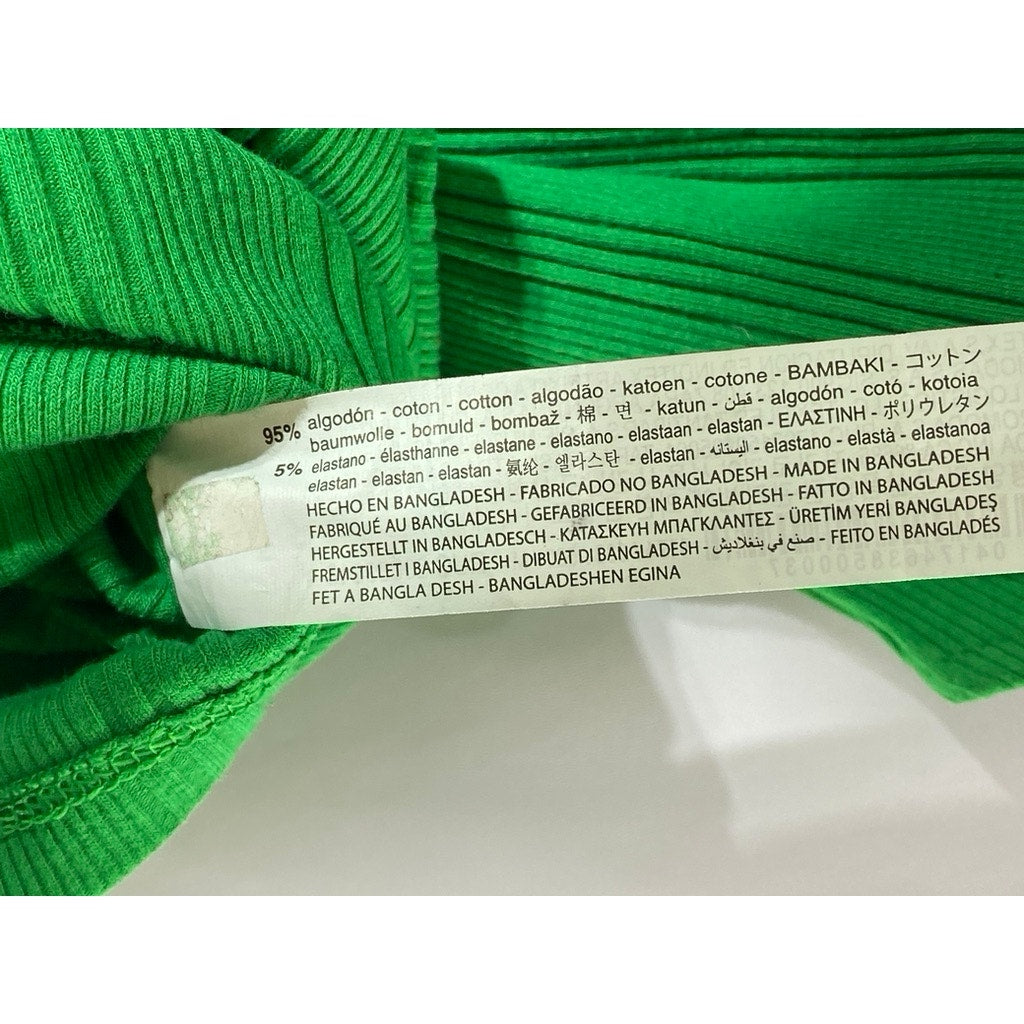 95% algodón - coton - cotton - algodão - katoen - cotone - BAMBAKI - コットン
baumwolle - bomuld - bombaž - 棉 - 면 - katun - قطن - algodón - cotó - kotoia
5% elastano - élasthanne - elastane - elastano - elastaan - elastan - ΕΛΑΣΤΙΝΗ - ポリウレタン
elastan - elastan - elastan - 氨纶 - 엘라스탄 - elastan - اليستانه - elastano - elastà - elastanoa
HECHO EN BANGLADESH - FABRICADO NO BANGLADESH - MADE IN BANGLADESH
FABRIQUÉ AU BANGLADESH - GEFABRICEERD IN BANGLADESH - FATTO IN BANGLADESH
HERGESTELLT IN BANGLADESCH - ΚΑΤΑΣΚΕΥΗ ΜΠΑΓΚΛΑΝΤΕΣ - ÜRETİM YERİ BANGLADEŞ
FREMSTILLET I BANGLADESH - DIBUAT DI BANGLADESH - صنع في بنغلاديش - FEITO EN BANGLADÉS
FET A BANGLA DESH - BANGLADESHEN EGINA